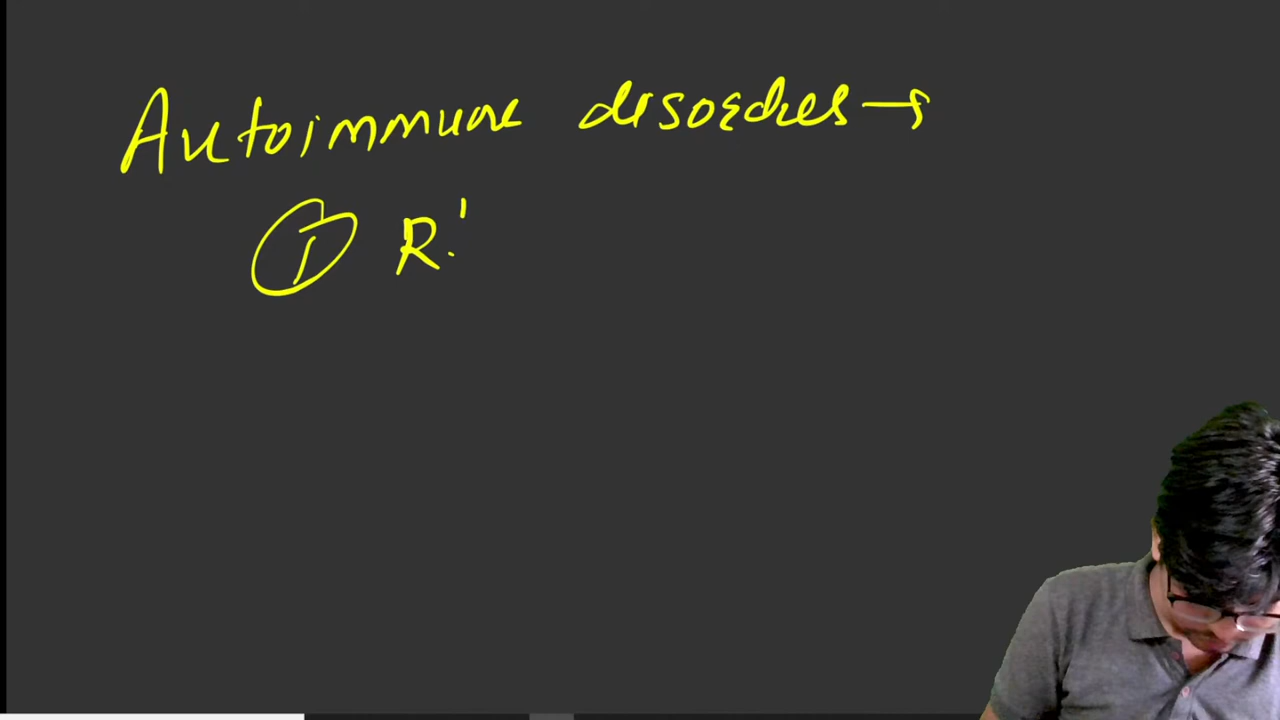 Autoimmune disorders →
① R